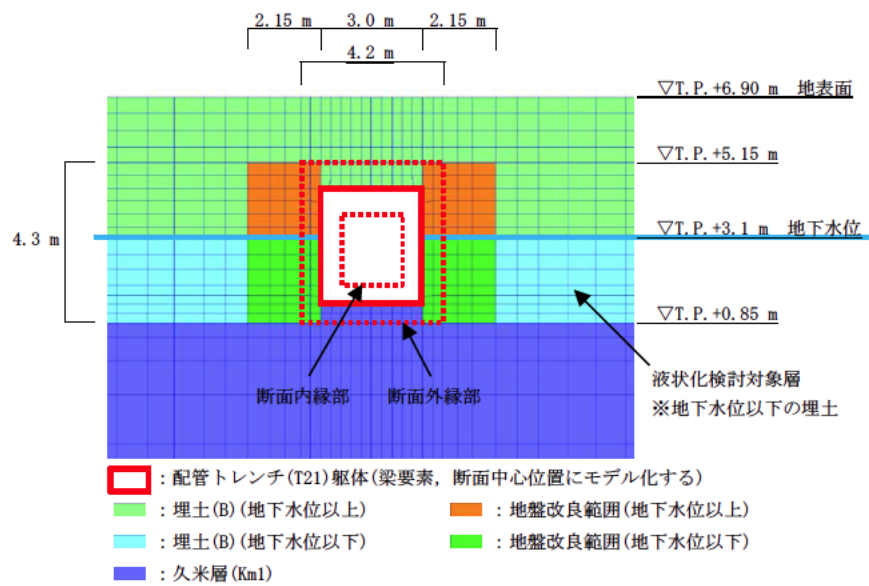 2.15 m 3.0 m 2.15 m
4.2 m
▽T.P.+6.90 m 地表面
▽T.P.+5.15 m
4.3 m
▽T.P.+3.1 m 地下水位
▽T.P.+0.85 m
断面内縁部
断面外縁部
液状化検討対象層
※地下水位以下の埋土
：配管トレンチ(T21)躯体(梁要素，断面中心位置にモデル化する)
：埋土(B)(地下水位以上)
：地盤改良範囲(地下水位以上)
：埋土(B)(地下水位以下)
：地盤改良範囲(地下水位以下)
：久米層(Km1)